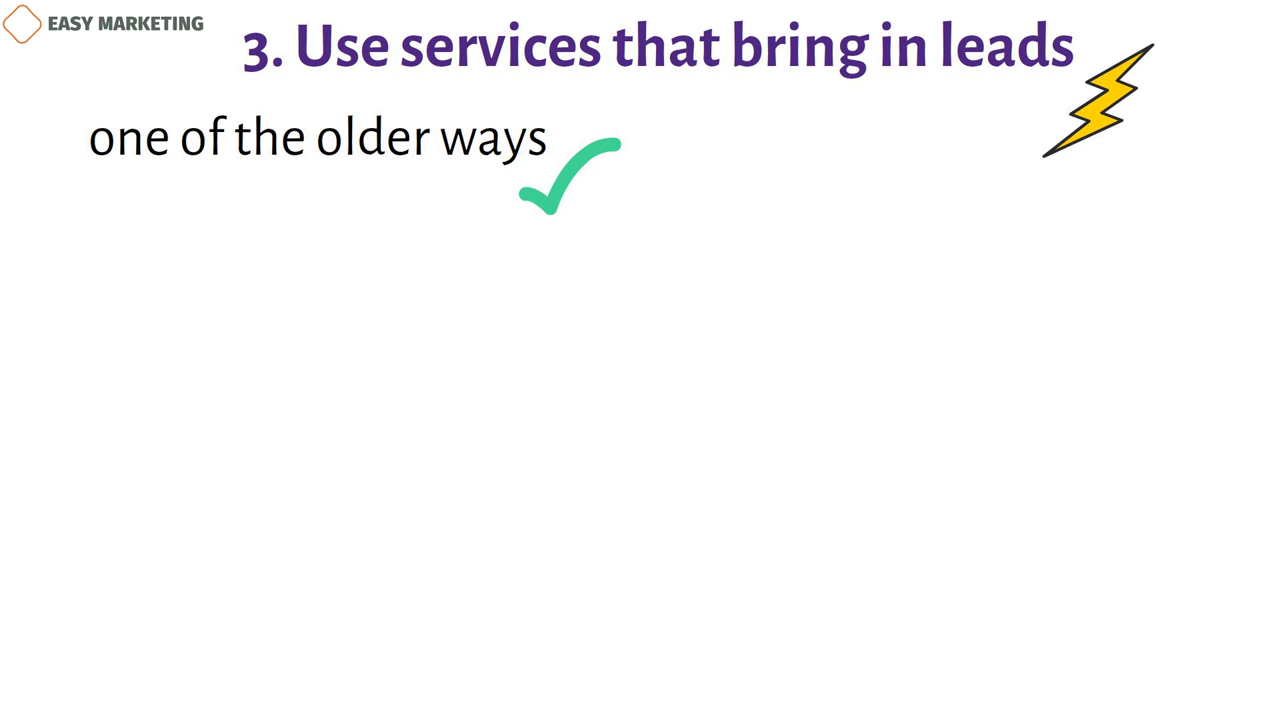 EASY MARKETING
3. Use services that bring in leads
one of the older ways